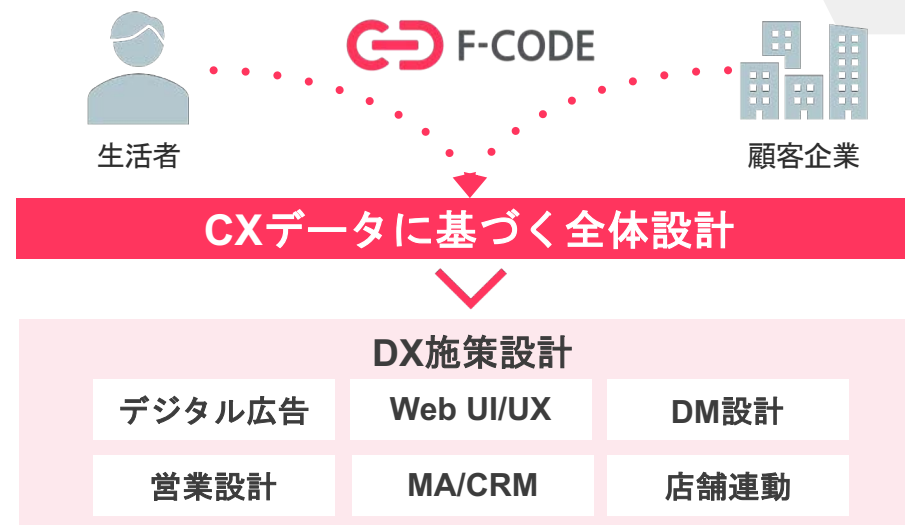 F-CODE
生活者
顧客企業
CXデータに基づく全体設計
DX施策設計
デジタル広告
Web UI/UX
DM設計
営業設計
MA/CRM
店舗連動